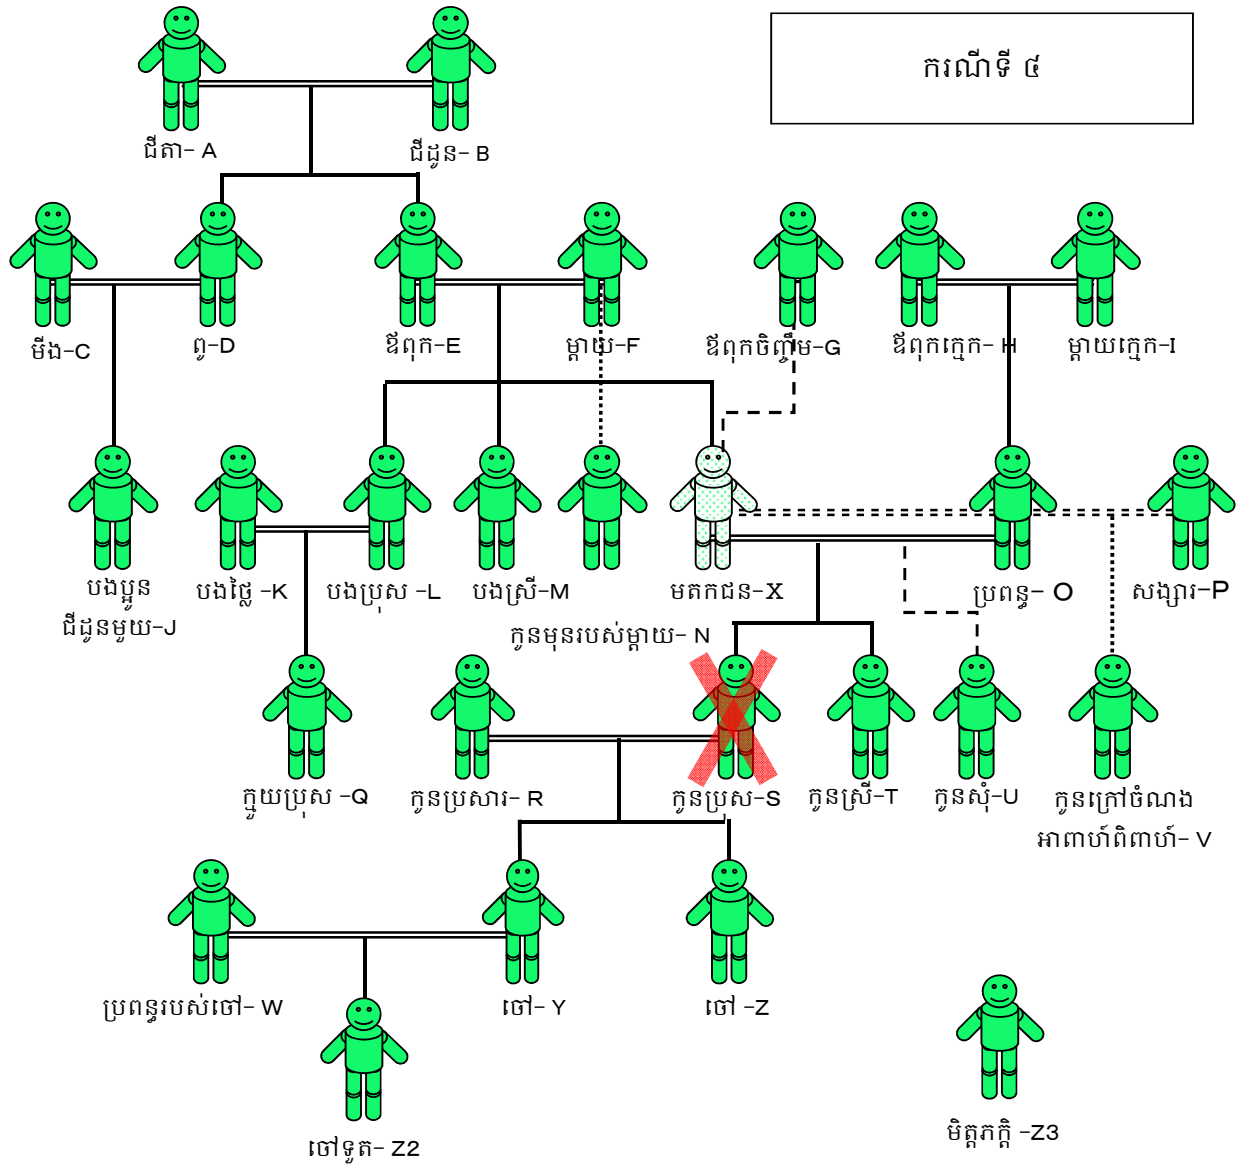 ករណីទី ៤
ជីតា- A
ជីដូន- B
មីង-C
ពូ-D
ឪពុក-E
ម្តាយ-F
ឪពុកចិញ្ចឹម-G
ឪពុកក្មេក- H
ម្តាយក្មេក-I
បងប្អូន
ជីដូនមួយ-J
បងថ្លៃ -K
បងប្រុស -L
បងស្រី-M
កូនមុនរបស់ម្តាយ- N
មតកជន-X
ប្រពន្ធ- O
សង្សារ-P
ក្មួយប្រុស -Q
កូនប្រសារ- R
កូនប្រស-S
កូនស្រី-T
កូនសុំ-U
កូនក្រៅចំណង
អាពាហ៍ពិពាហ៍- V
ប្រពន្ធរបស់ចៅ- W
ចៅ- Y
ចៅ -Z
ចៅទួត- Z2
មិត្តភក្តិ -Z3